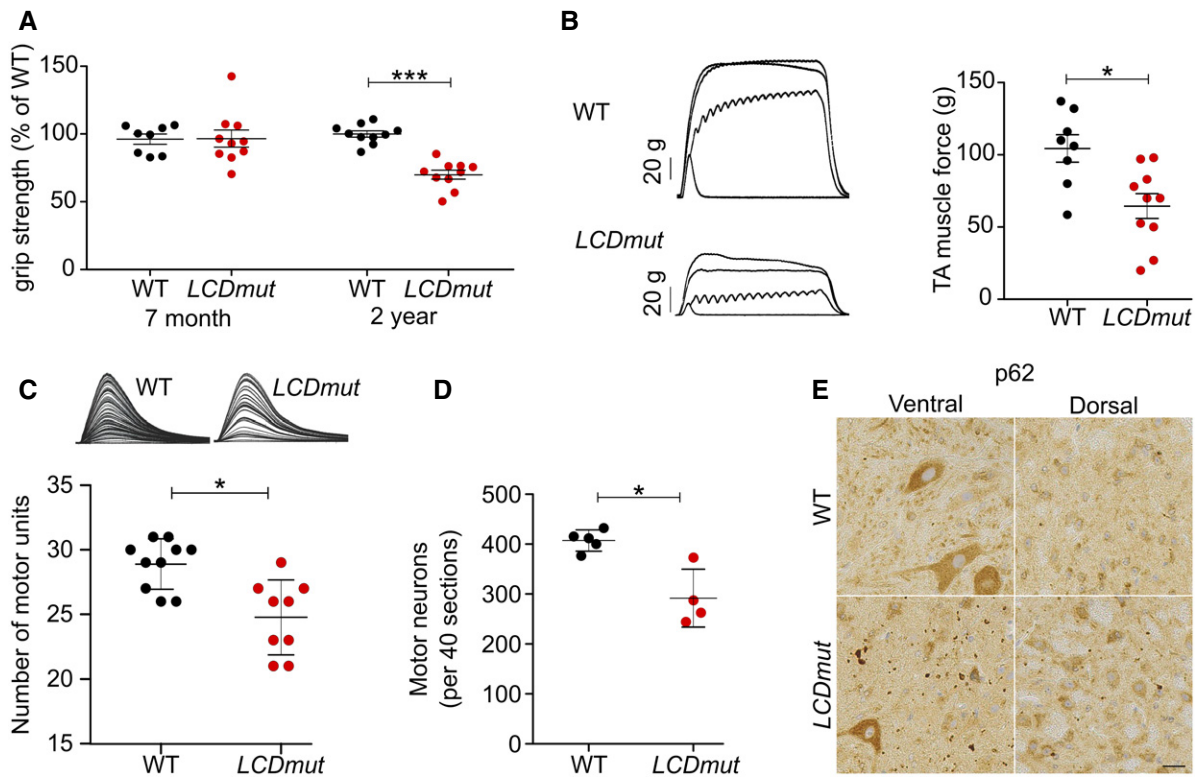 A
grip strength (% of WT)
150
100
50
0
***
WT LCDmut WT LCDmut
7 month 2 year
B
WT
20 g
LCDmut
20 g
TA muscle force (g)
150
100
50
0
*
WT LCDmut
C
WT LCDmut
Number of motor units
35
30
25
20
15
*
WT LCDmut
D
Motor neurons
(per 40 sections)
500
400
300
200
100
0
*
WT LCDmut
E
p62
Ventral Dorsal
WT
LCDmut